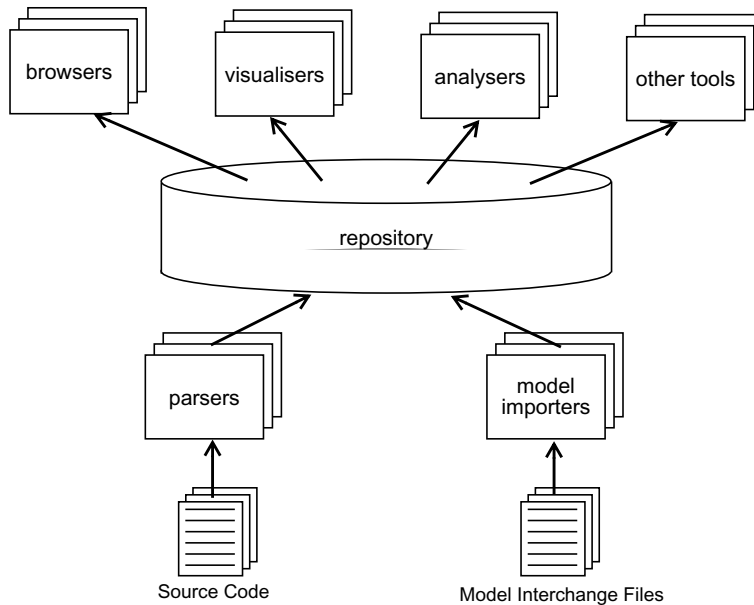 browsers
visualisers
analysers
other tools
repository
parsers
model
importers
Source Code
Model Interchange Files